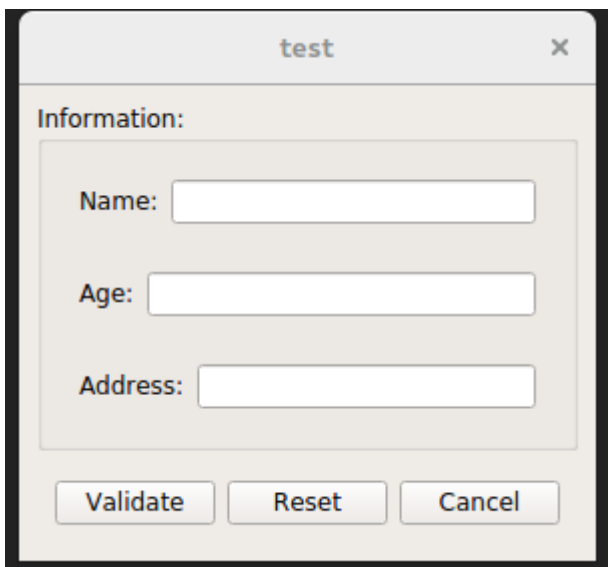 test
Information:
Name:
Age:
Address:
Validate Reset Cancel